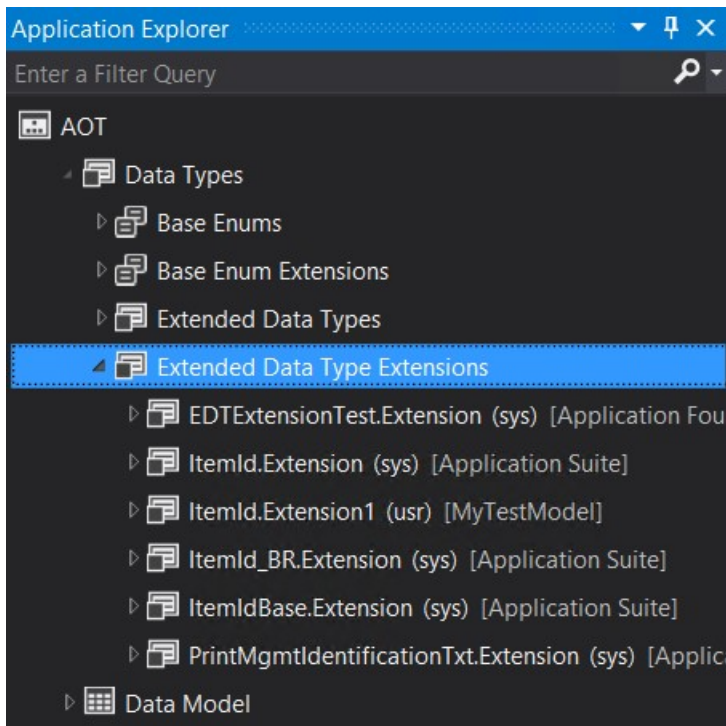 Application Explorer
Enter a Filter Query
AOT
Data Types
Base Enums
Base Enum Extensions
Extended Data Types
Extended Data Type Extensions
EDTExtensionTest.Extension (sys) [Application Fou
ItemId.Extension (sys) [Application Suite]
ItemId.Extension1 (usr) [MyTestModel]
ItemId_BR.Extension (sys) [Application Suite]
ItemIdBase.Extension (sys) [Application Suite]
PrintMgmtIdentificationTxt.Extension (sys) [Applic
Data Model